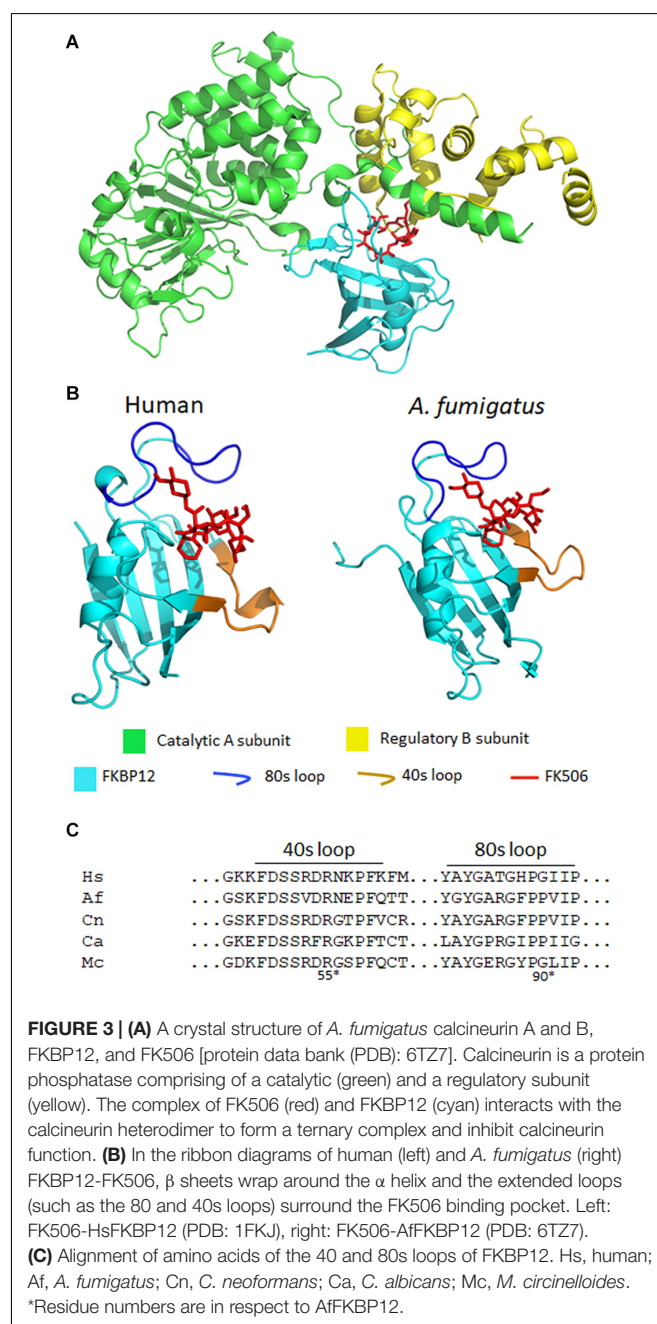 A
B
Human
A. fumigatus
Catalytic A subunit
Regulatory B subunit
FKBP12
80s loop
40s loop
FK506
C
40s loop
80s loop
Hs ...GKKFDSSRDRNKPFKFM...YAYGATGHPGIIP...
Af ...GSKFDSSVDRNEPFQTT...YGYGARGFPPVIP...
Cn ...GSKFDSSRDRGTPFVCR...YAYGARGFPPVIP...
Ca ...GKEFDSSRFRGKPFTCT...LAYGPRGIPPIIG...
Mc ...GDKFDSSRDRGSPFQCT...YAYGERGYPGLIP...
55*
90*
FIGURE 3 | (A) A crystal structure of A. fumigatus calcineurin A and B,
FKBP12, and FK506 [protein data bank (PDB): 6TZ7]. Calcineurin is a protein
phosphatase comprising of a catalytic (green) and a regulatory subunit
(yellow). The complex of FK506 (red) and FKBP12 (cyan) interacts with the
calcineurin heterodimer to form a ternary complex and inhibit calcineurin
function. (B) In the ribbon diagrams of human (left) and A. fumigatus (right)
FKBP12-FK506, β sheets wrap around the α helix and the extended loops
(such as the 80 and 40s loops) surround the FK506 binding pocket. Left:
FK506-HsFKBP12 (PDB: 1FKJ), right: FK506-AfFKBP12 (PDB: 6TZ7).
(C) Alignment of amino acids of the 40 and 80s loops of FKBP12. Hs, human;
Af, A. fumigatus; Cn, C. neoformans; Ca, C. albicans; Mc, M. circinelloides.
*Residue numbers are in respect to AfFKBP12.